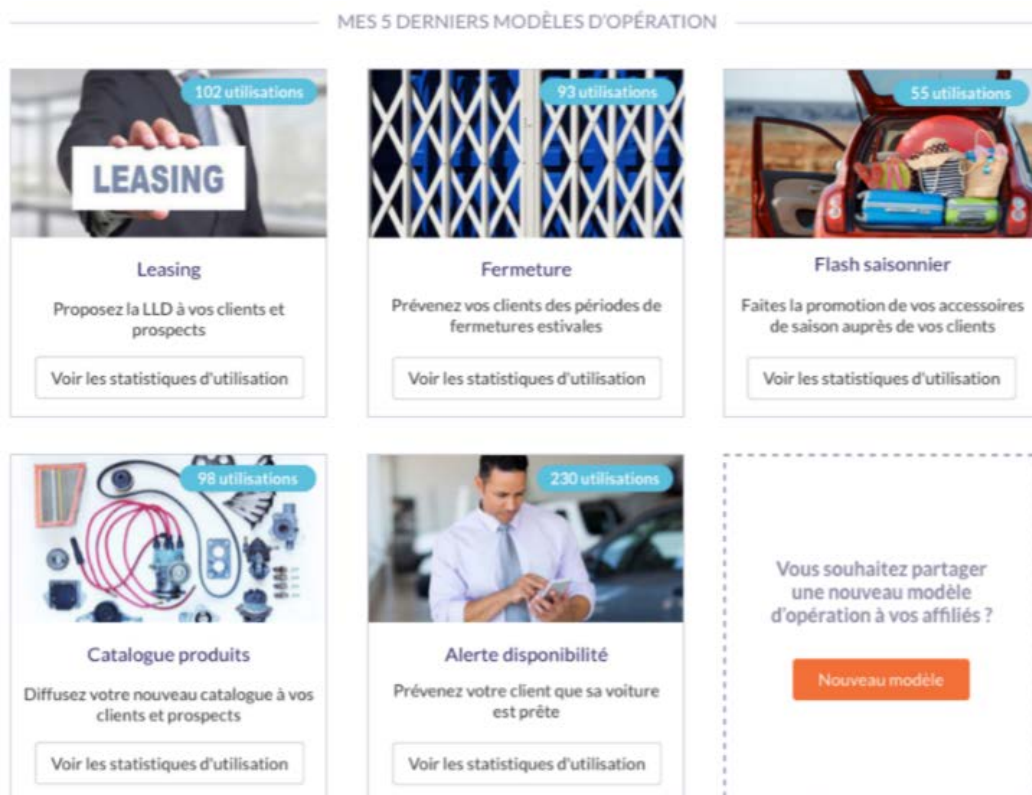 MES 5 DERNIERS MODÈLES D'OPÉRATION
102 utilisations
LEASING
Leasing
Proposez la LLD à vos clients et
prospects
Voir les statistiques d'utilisation
93 utilisations
Fermeture
Prévenez vos clients des périodes de
fermetures estivales
Voir les statistiques d'utilisation
55 utilisations
Flash saisonnier
Faites la promotion de vos accessoires
de saison auprès de vos clients
Voir les statistiques d'utilisation
98 utilisations
Catalogue produits
Diffusez votre nouveau catalogue à vos
clients et prospects
Voir les statistiques d'utilisation
230 utilisations
Alerte disponibilité
Prévenez votre client que sa voiture
est prête
Voir les statistiques d'utilisation
Vous souhaitez partager
une nouveau modèle
d'opération à vos affiliés ?
Nouveau modèle